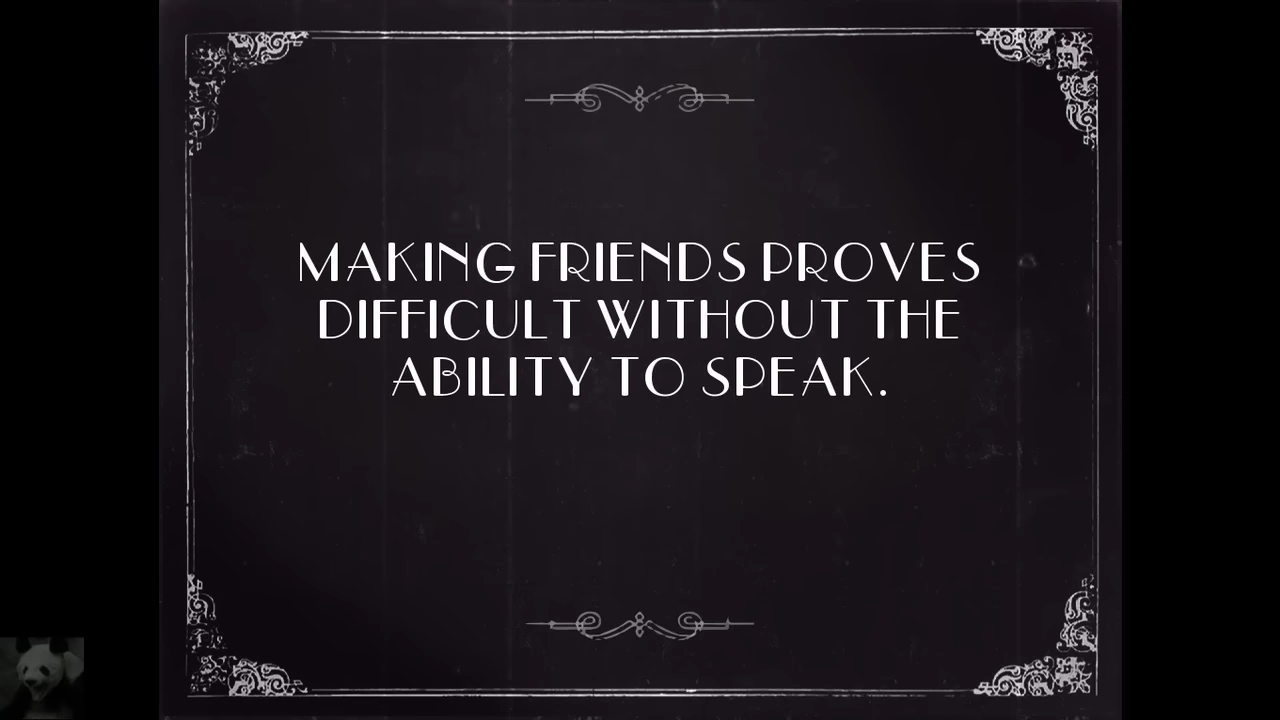 MAKING FRIENDS PROVES
DIFFICULT WITHOUT THE
ABILITY TO SPEAK.